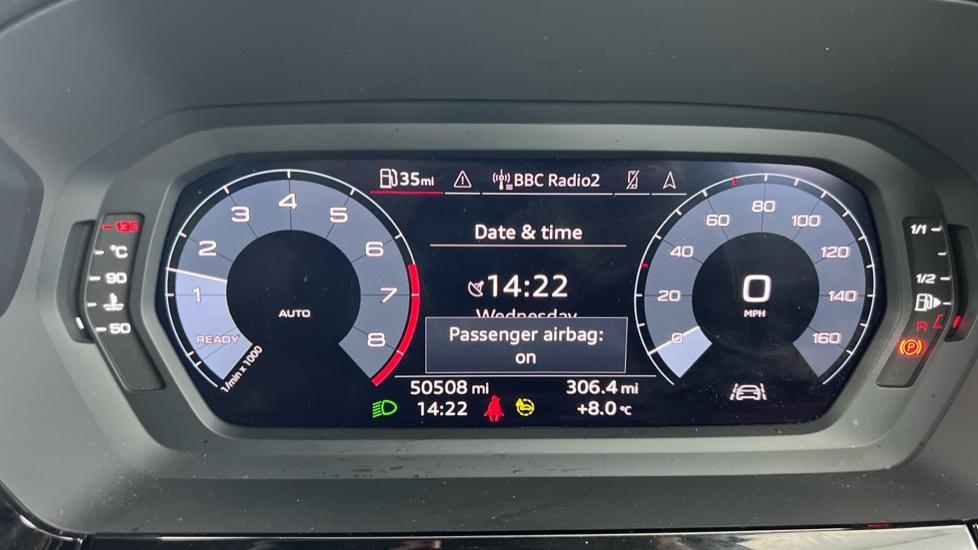 35mi BBC Radio2
Date & time
14:22
Wednesday
Passenger airbag:
on
50508 mi 306.4 mi
14:22 +8.0 °C
READY 1 2 3 4 5 6 7 8
1/min x 1000
AUTO
0 20 40 60 80 100 120 140 160
0
MPH
130
°C
90
50
1/1
1/2
R
P